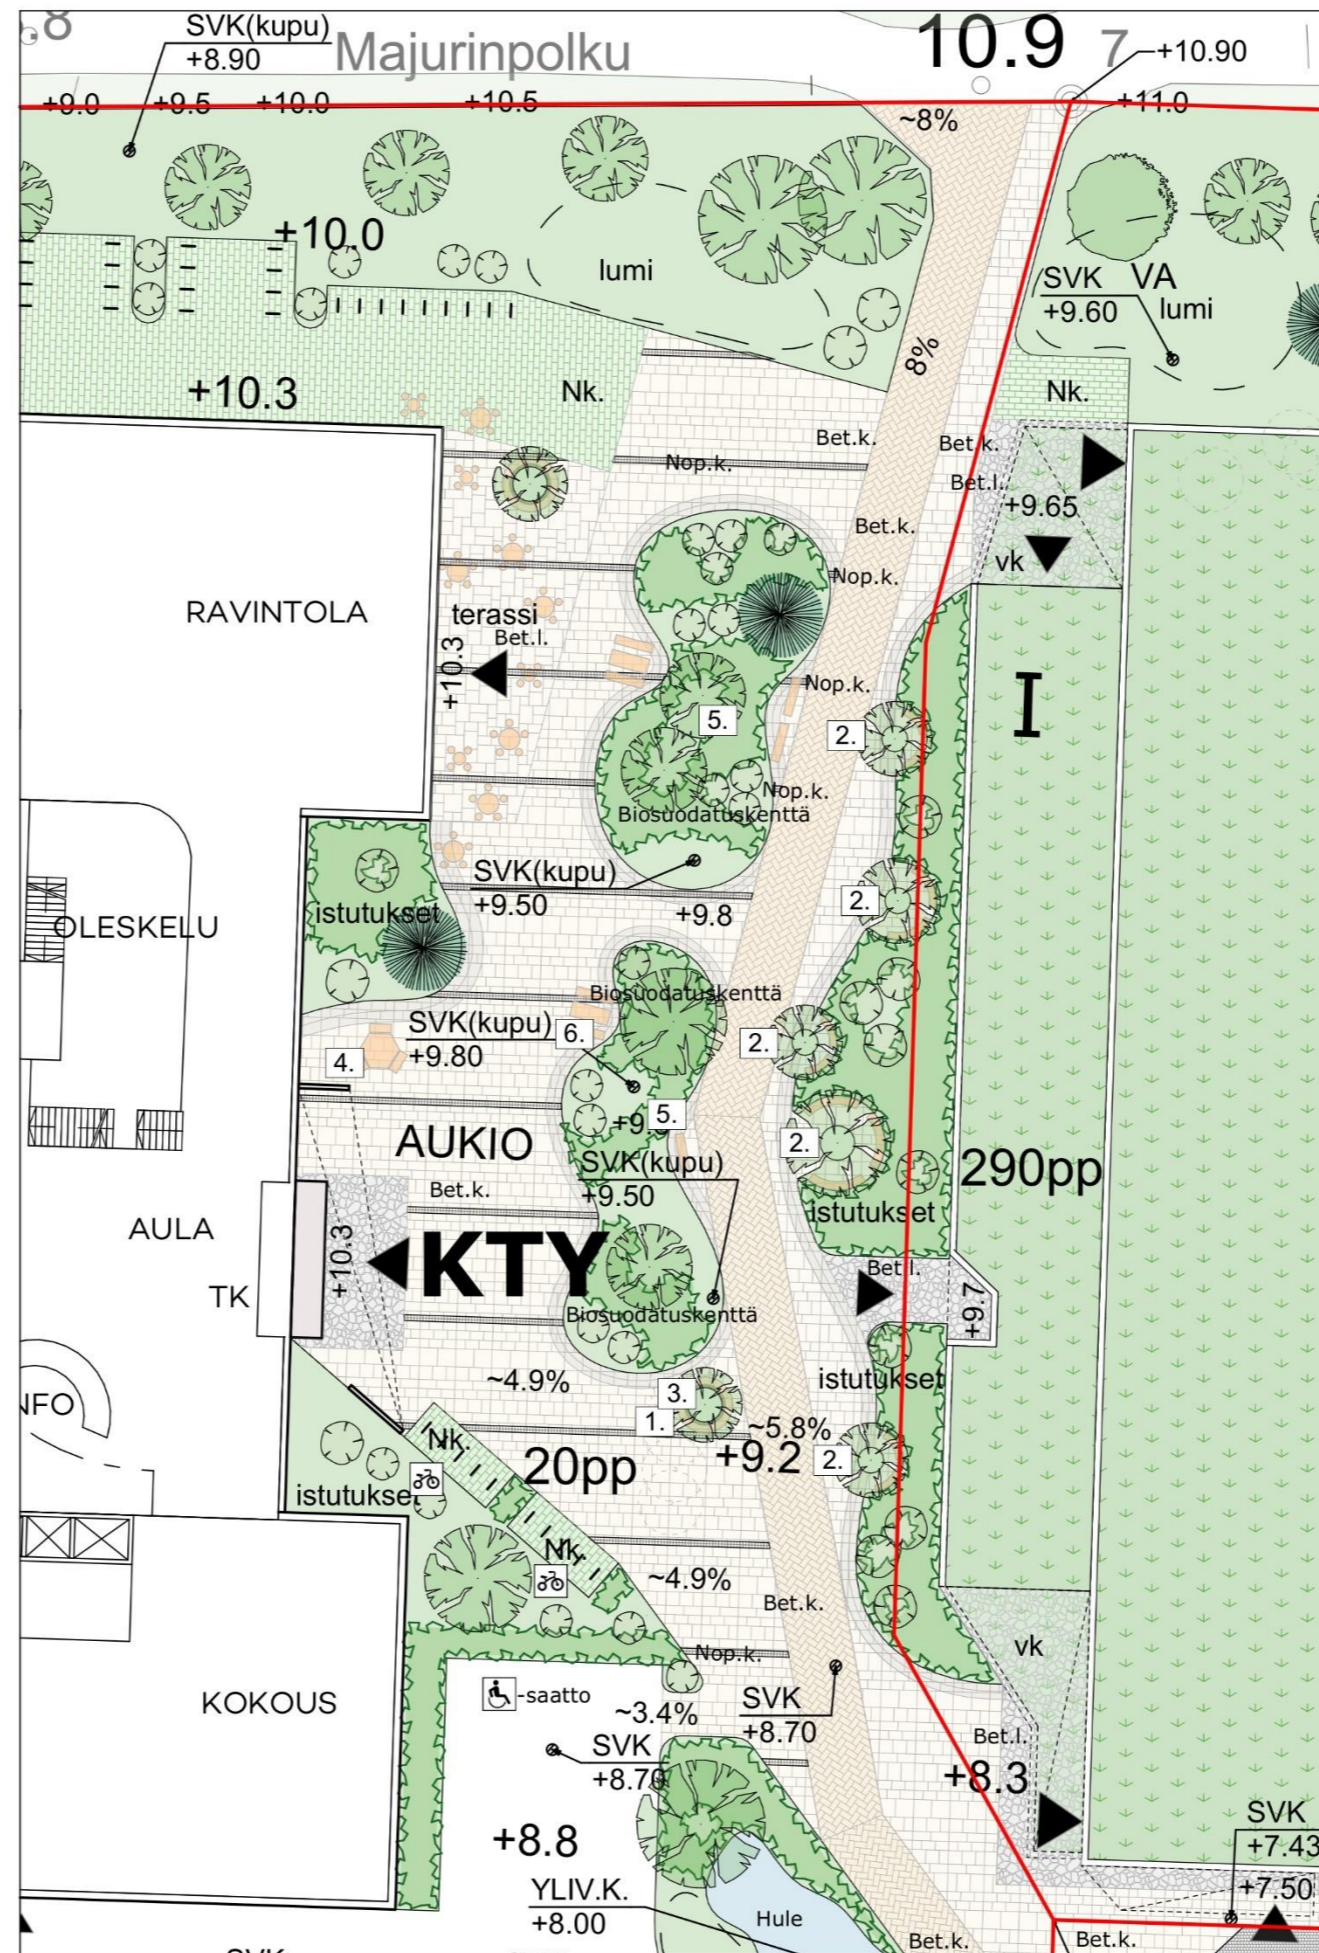 .8
SVK(kupu)
+8.90
Majurinpolku
10.9
7
+10.90
+9.0
+9.5
+10.0
+10.5
+11.0
~8%
+10.0
lumi
SVK
+9.60
VA
lumi
8%
+10.3
Nk.
Nk.
Bet.k.
Bet.k.
Nop.k.
Bet.l.
+9.65
Bet.k.
vk
Nop.k.
RAVINTOLA
terassi
Bet.l.
+10.3
Nop.k.
I
5.
2.
Nop.k.
Biosuodatuskenttä
SVK(kupu)
+9.50
2.
+9.8
istutukset
OLESKELU
Biosuodatuskenttä
SVK(kupu)
+9.80
6.
2.
4.
5.
AUKIO
2.
SVK(kupu)
+9.50
290pp
Bet.k.
istutukset
AULA
+10.3
KTY
Bet.l.
TK
+9.7
Biosuodatuskenttä
~4.9%
3.
istutukset
1.
NFO
~5.8%
Nk.
20pp
+9.2
2.
istutukset
Nk.
~4.9%
Bet.k.
vk
Nop.k.
-saatto
KOKOUS
~3.4%
SVK
+8.70
SVK
+8.70
Bet.l.
+8.3
SVK
+7.43
+8.8
+7.50
YLIV.K.
+8.00
Hule
Bet.k.
Bet.k.
SVK